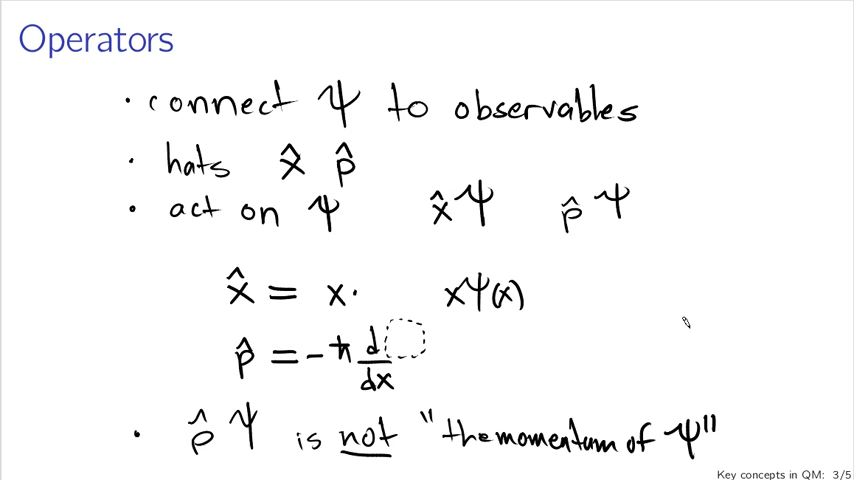 Operators
· connect Ψ to observables
· hats x̂ p̂
· act on Ψ x̂Ψ p̂Ψ
x̂ = x· xΨ(x)
p̂ = -ħ d/dx
· p̂Ψ is not "the momentum of Ψ"
Key concepts in QM: 3/5